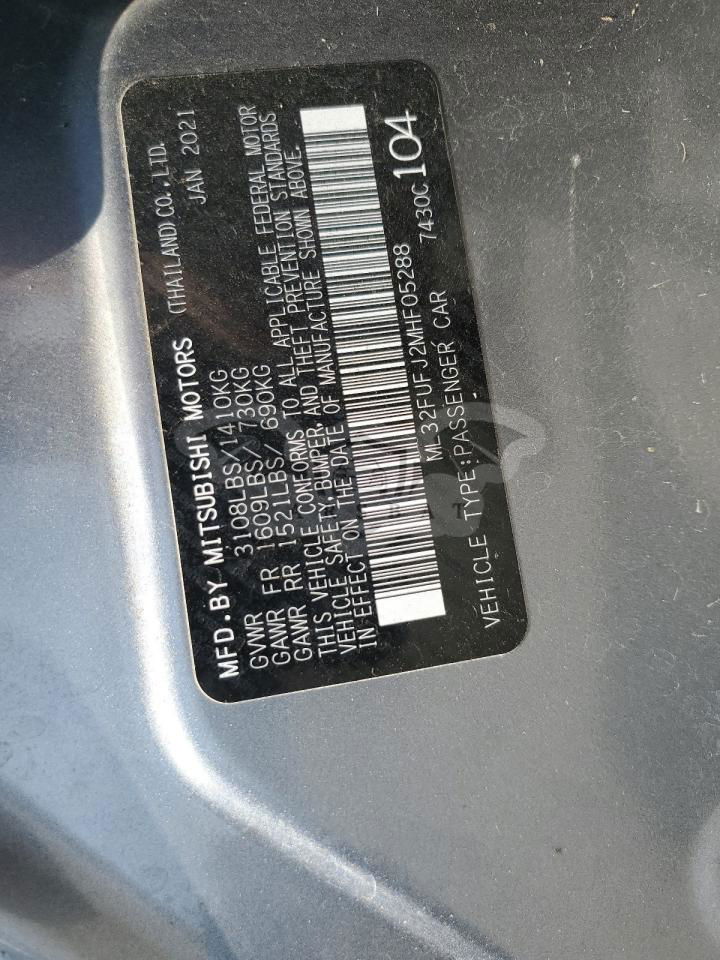 MFD. BY MITSUBISHI MOTORS (THAILAND) CO., LTD.
GVWR 3108LBS/1410KG JAN 2021
GAWR FR 1609LBS/ 730KG
GAWR RR 1521LBS/ 690KG
THIS VEHICLE CONFORMS TO ALL APPLICABLE FEDERAL MOTOR
VEHICLE SAFETY, BUMPER, AND THEFT PREVENTION STANDARDS
IN EFFECT ON THE DATE OF MANUFACTURE SHOWN ABOVE.
ML32FUFJ2MHF05288 7430C 104
VEHICLE TYPE:PASSENGER CAR